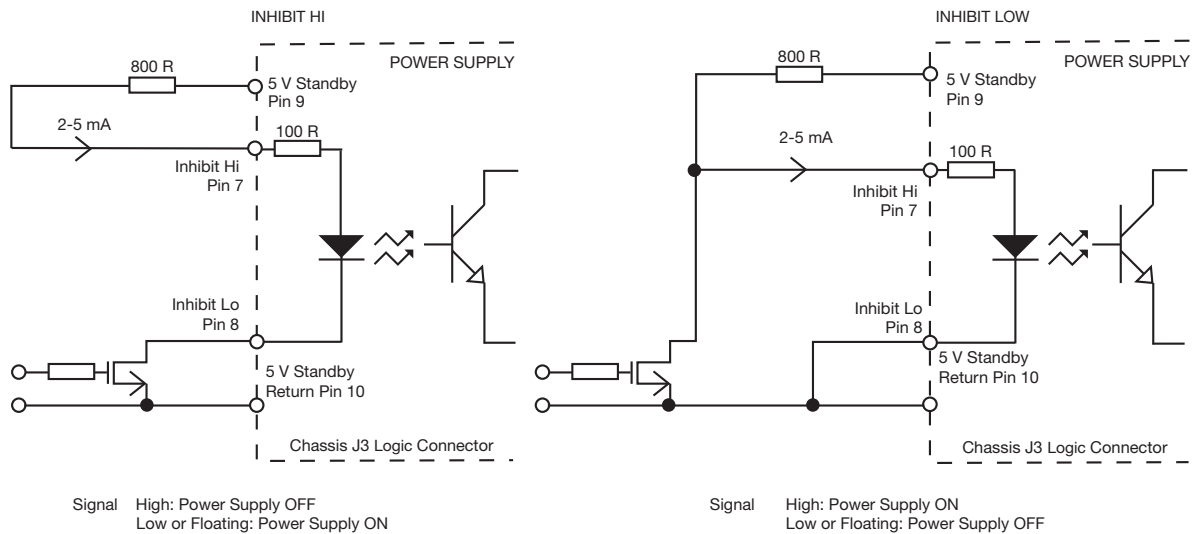 INHIBIT HI
POWER SUPPLY
800 R
5 V Standby
Pin 9
2-5 mA
100 R
Inhibit Hi
Pin 7
Inhibit Lo
Pin 8
5 V Standby
Return Pin 10
Chassis J3 Logic Connector
Signal High: Power Supply OFF
Low or Floating: Power Supply ON
INHIBIT LOW
POWER SUPPLY
800 R
5 V Standby
Pin 9
2-5 mA
100 R
Inhibit Hi
Pin 7
Inhibit Lo
Pin 8
5 V Standby
Return Pin 10
Chassis J3 Logic Connector
Signal High: Power Supply ON
Low or Floating: Power Supply OFF